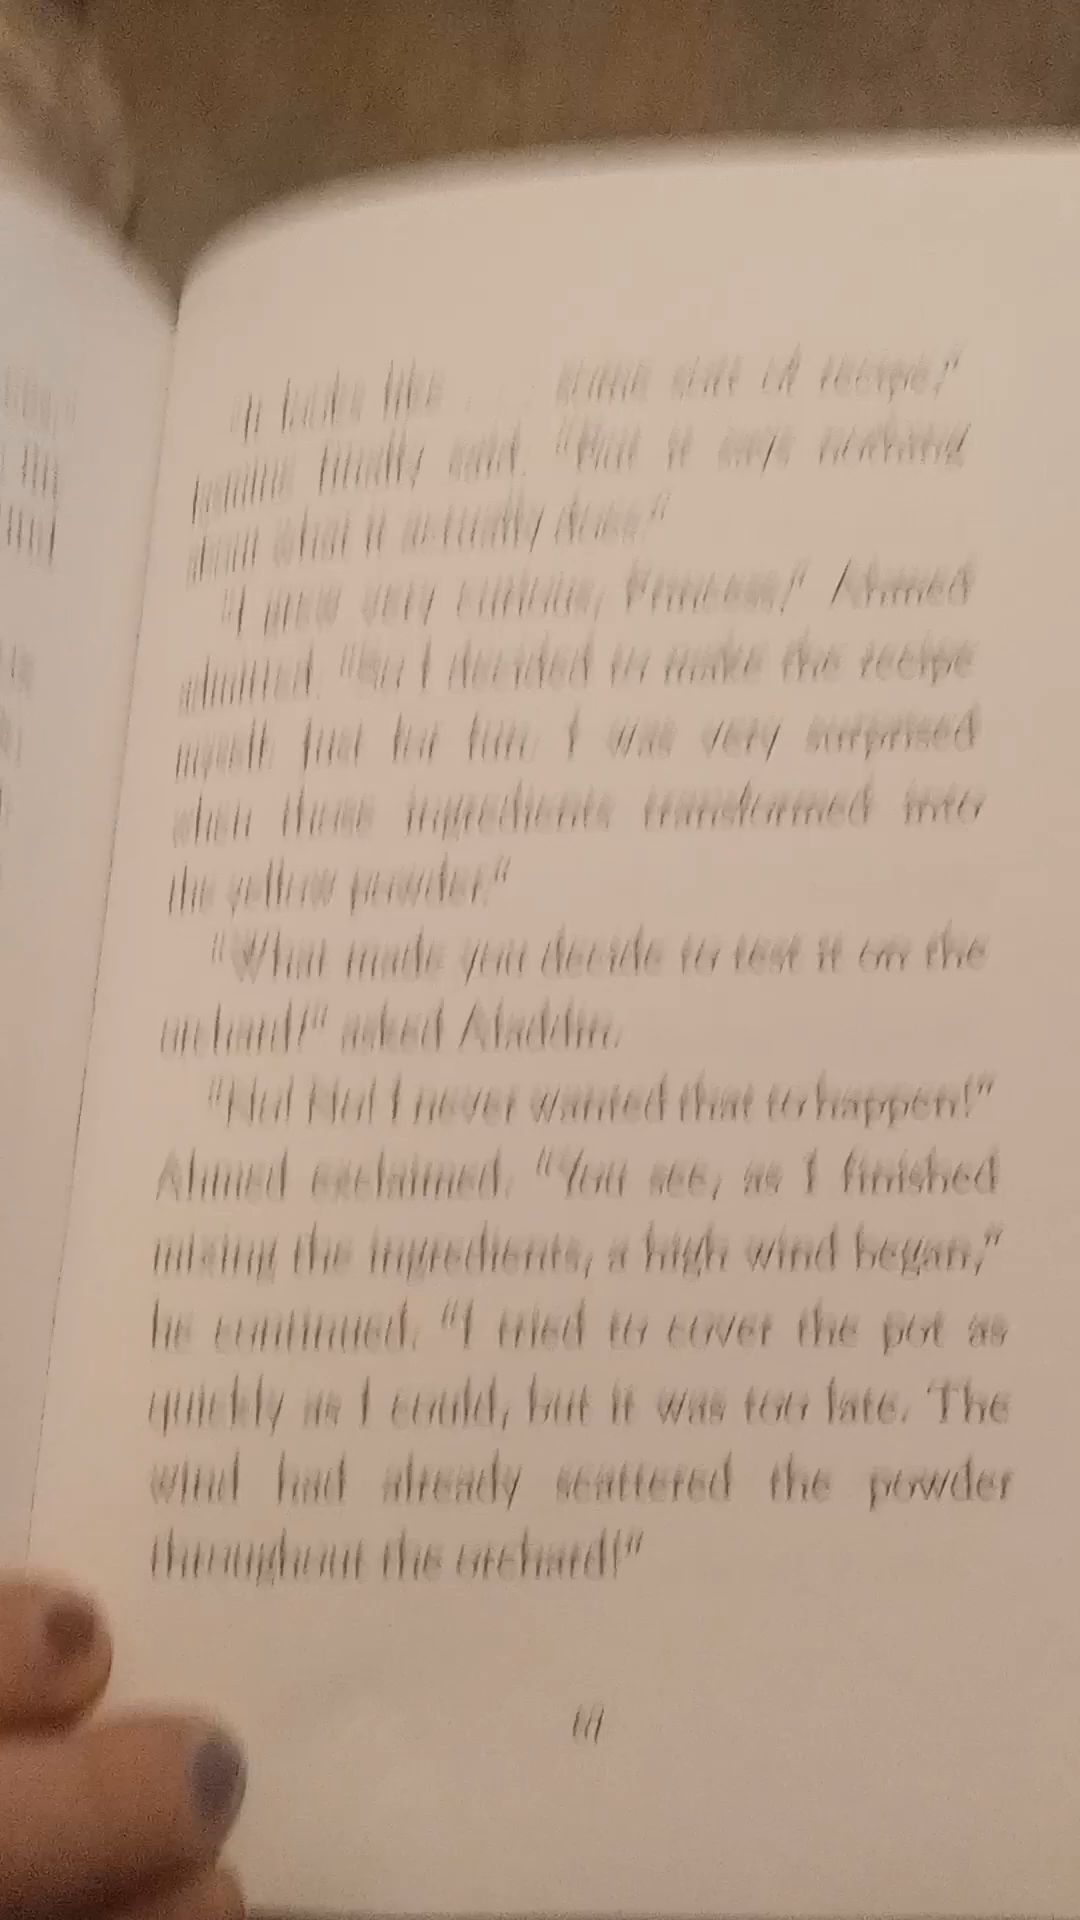 It looks like . . . some sort of recipe,"
Jasmine finally said. "But it says nothing
about what it actually does."
"I grew very curious, Princess," Ahmed
admitted. "So I decided to make the recipe
myself, just for fun. I was very surprised
when those ingredients transformed into
the yellow powder."
"What made you decide to test it on the
orchard?" asked Aladdin.
"No! No! I never wanted that to happen!"
Ahmed exclaimed. "You see, as I finished
mixing the ingredients, a high wind began,"
he continued. "I tried to cover the pot as
quickly as I could, but it was too late. The
wind had already scattered the powder
throughout the orchard!"